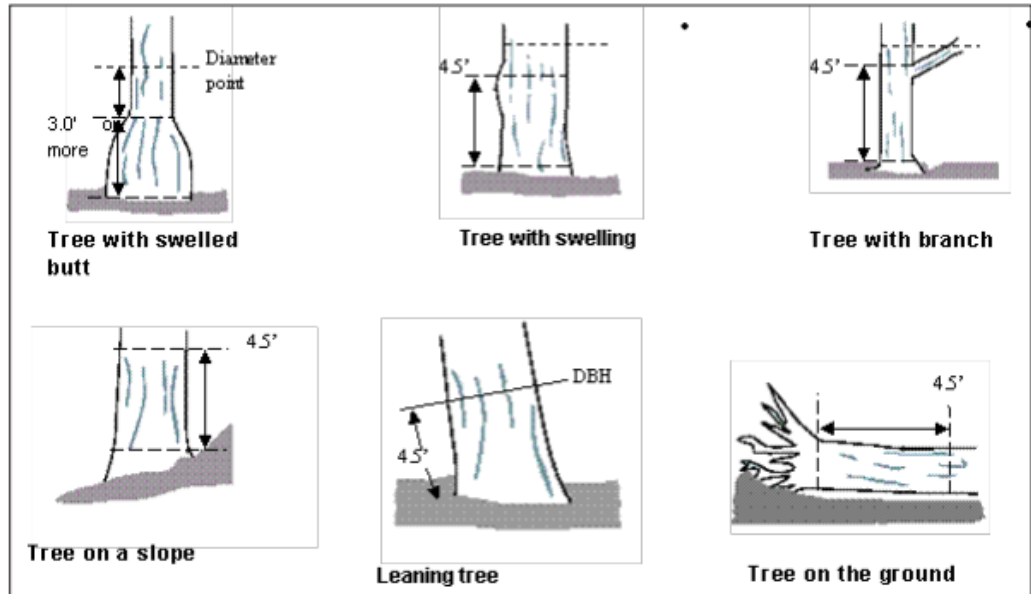 Diameter
point
3.0' or
more
Tree with swelled
butt
4.5'
Tree with swelling
4.5'
Tree with branch
4.5'
Tree on a slope
DBH
4.5'
Leaning tree
4.5'
Tree on the ground